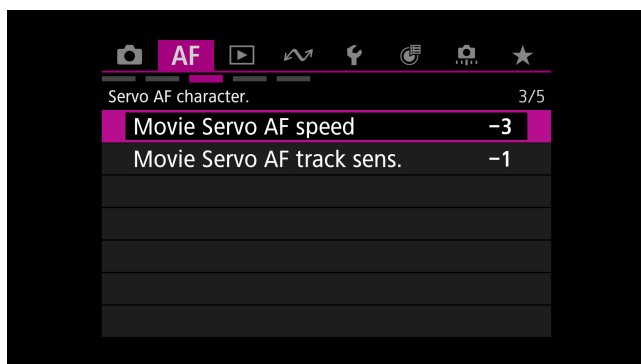 AF
Servo AF character. 3/5
Movie Servo AF speed −3
Movie Servo AF track sens. −1